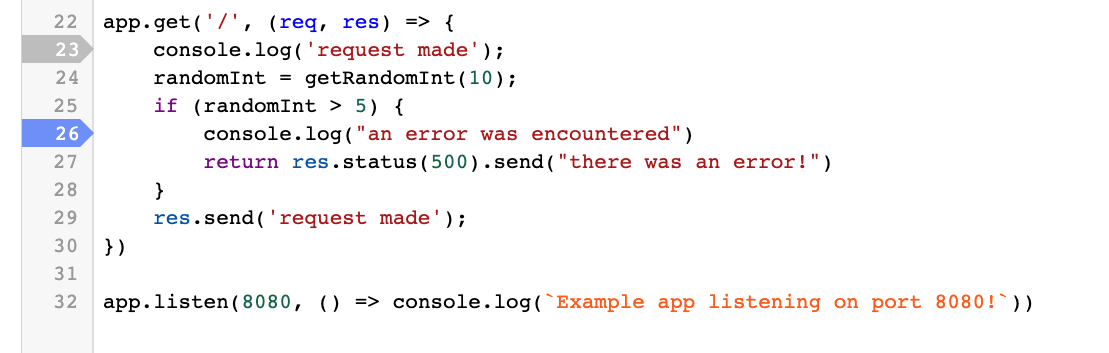 22 app.get('/', (req, res) => {
23     console.log('request made');
24     randomInt = getRandomInt(10);
25     if (randomInt > 5) {
26         console.log("an error was encountered")
27         return res.status(500).send("there was an error!")
28     }
29     res.send('request made');
30 })
31
32 app.listen(8080, () => console.log(`Example app listening on port 8080!`))